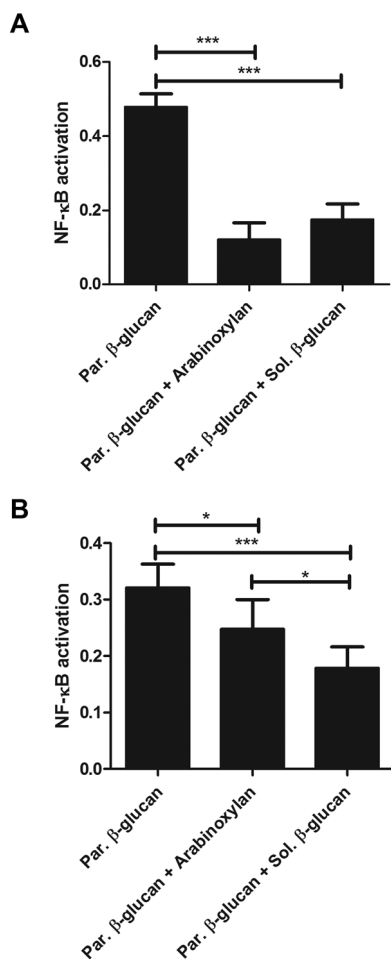 A
***
***
0.6
0.4
0.2
0.0
NF-κB activation
Par. β-glucan
Par. β-glucan + Arabinoxylan
Par. β-glucan + Sol. β-glucan
B
*
***
*
0.4
0.3
0.2
0.1
0.0
NF-κB activation
Par. β-glucan
Par. β-glucan + Arabinoxylan
Par. β-glucan + Sol. β-glucan